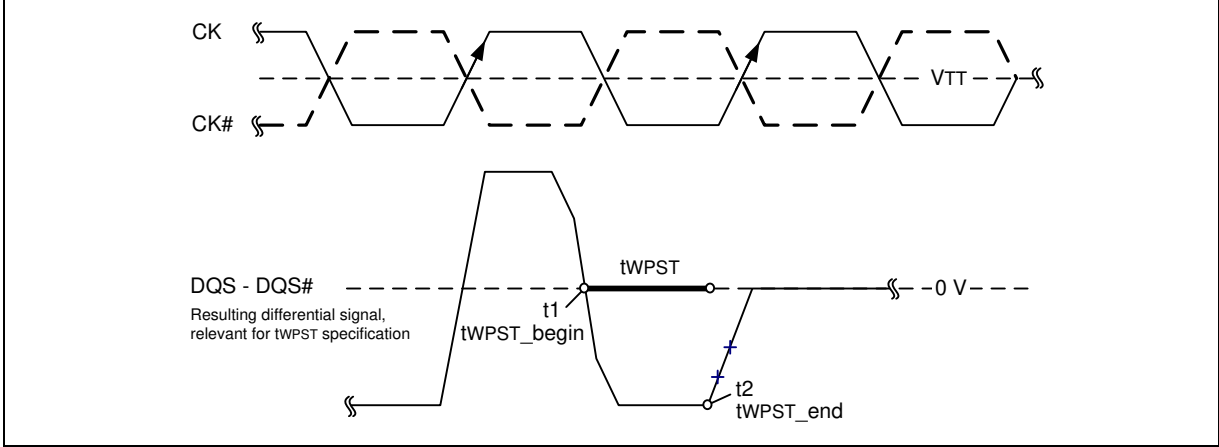 CK
VTT
CK#
tWPST
DQS - DQS#
0 V
Resulting differential signal,
relevant for tWPST specification
t1
tWPST_begin
t2
tWPST_end